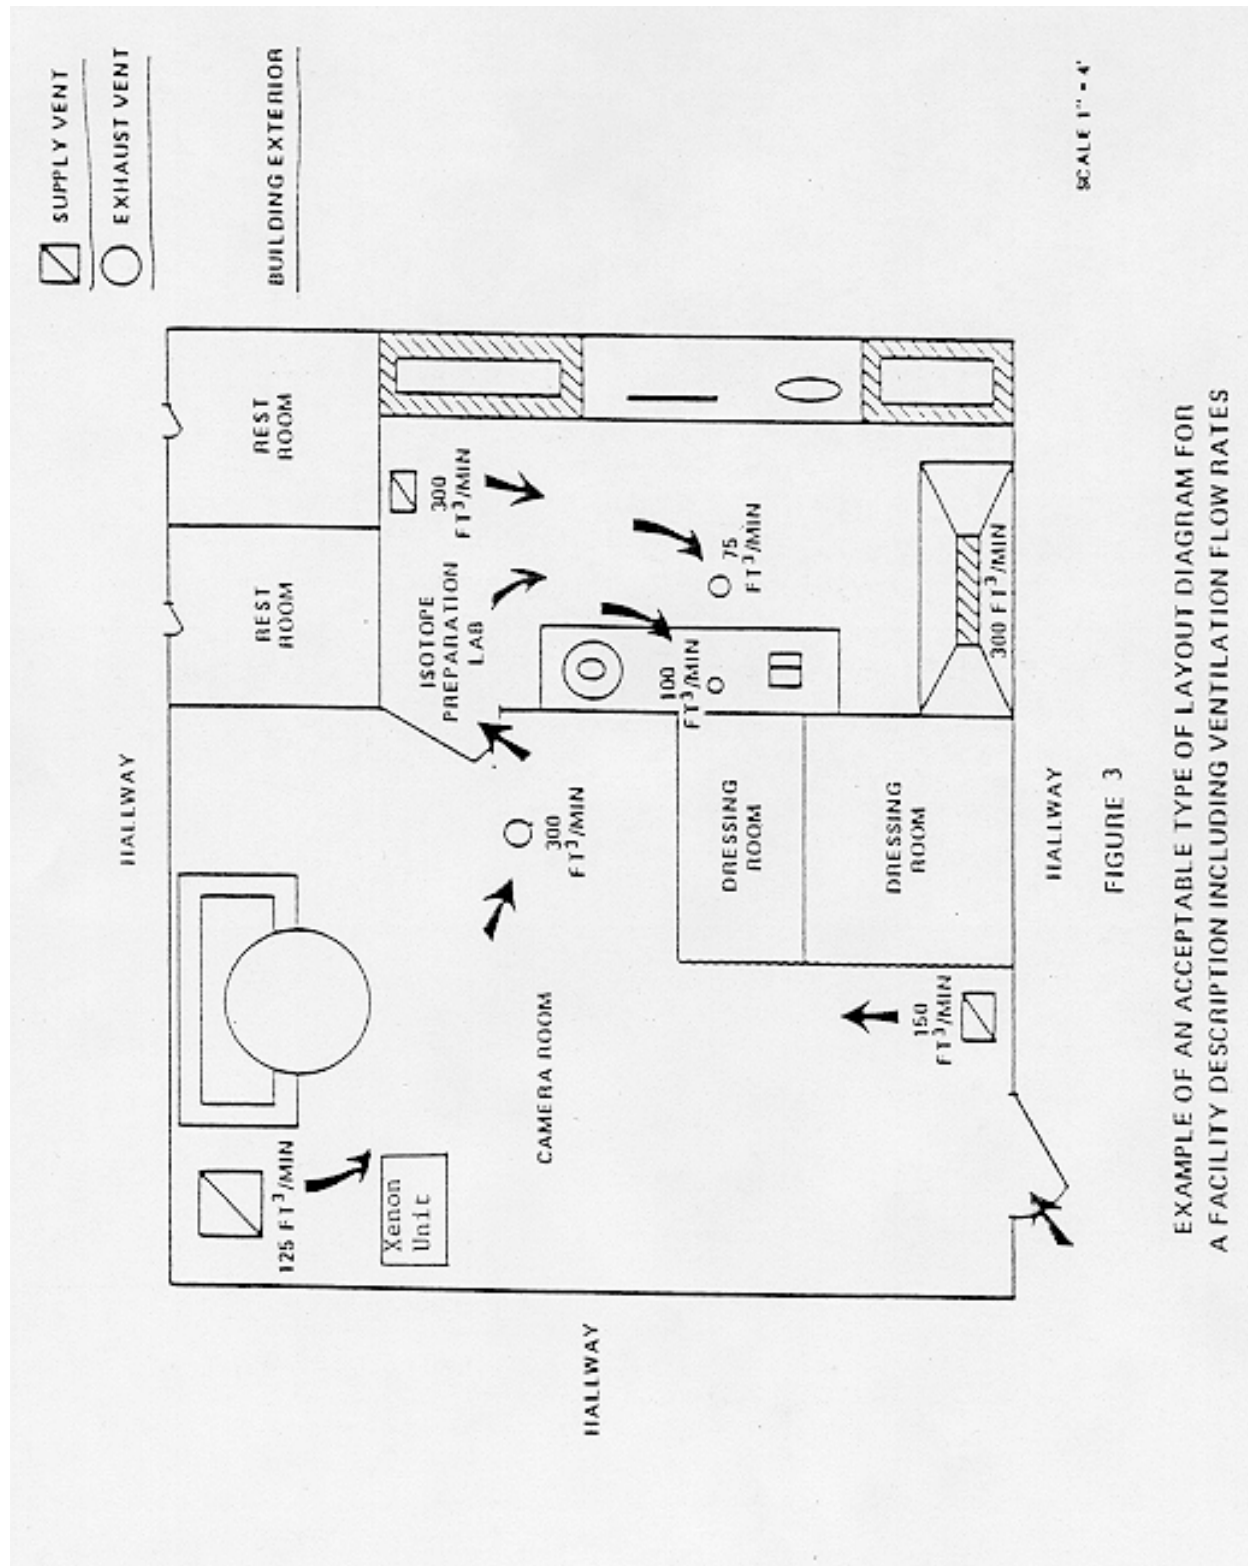 SUPPLY VENT
EXHAUST VENT
BUILDING EXTERIOR
HALLWAY
REST
ROOM
REST
ROOM
125 FT³/MIN
Xenon
Unit
CAMERA ROOM
300
FT³/MIN
ISOTOPE
PREPARATION
LAB
300
FT³/MIN
75
FT³/MIN
100
FT³/MIN
DRESSING
ROOM
DRESSING
ROOM
150
FT³/MIN
300 FT³/MIN
HALLWAY
HALLWAY
SCALE 1" = 4'
FIGURE 3
EXAMPLE OF AN ACCEPTABLE TYPE OF LAYOUT DIAGRAM FOR
A FACILITY DESCRIPTION INCLUDING VENTILATION FLOW RATES